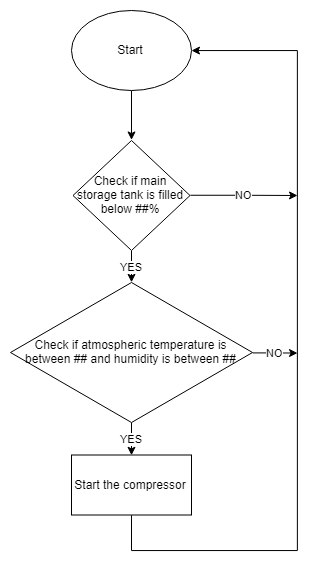 Start
Check if main
storage tank is filled
below ##%
NO
YES
Check if atmospheric temperature is
between ## and humidity is between ##
NO
YES
Start the compressor